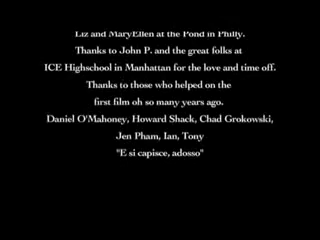 Liz and MaryEllen at the Pond in Philly.
Thanks to John P. and the great folks at
ICE Highschool in Manhattan for the love and time off.
Thanks to those who helped on the
first film oh so many years ago.
Daniel O'Mahoney, Howard Shack, Chad Grokowski,
Jen Pham, Ian, Tony
"E si capisce, adosso"